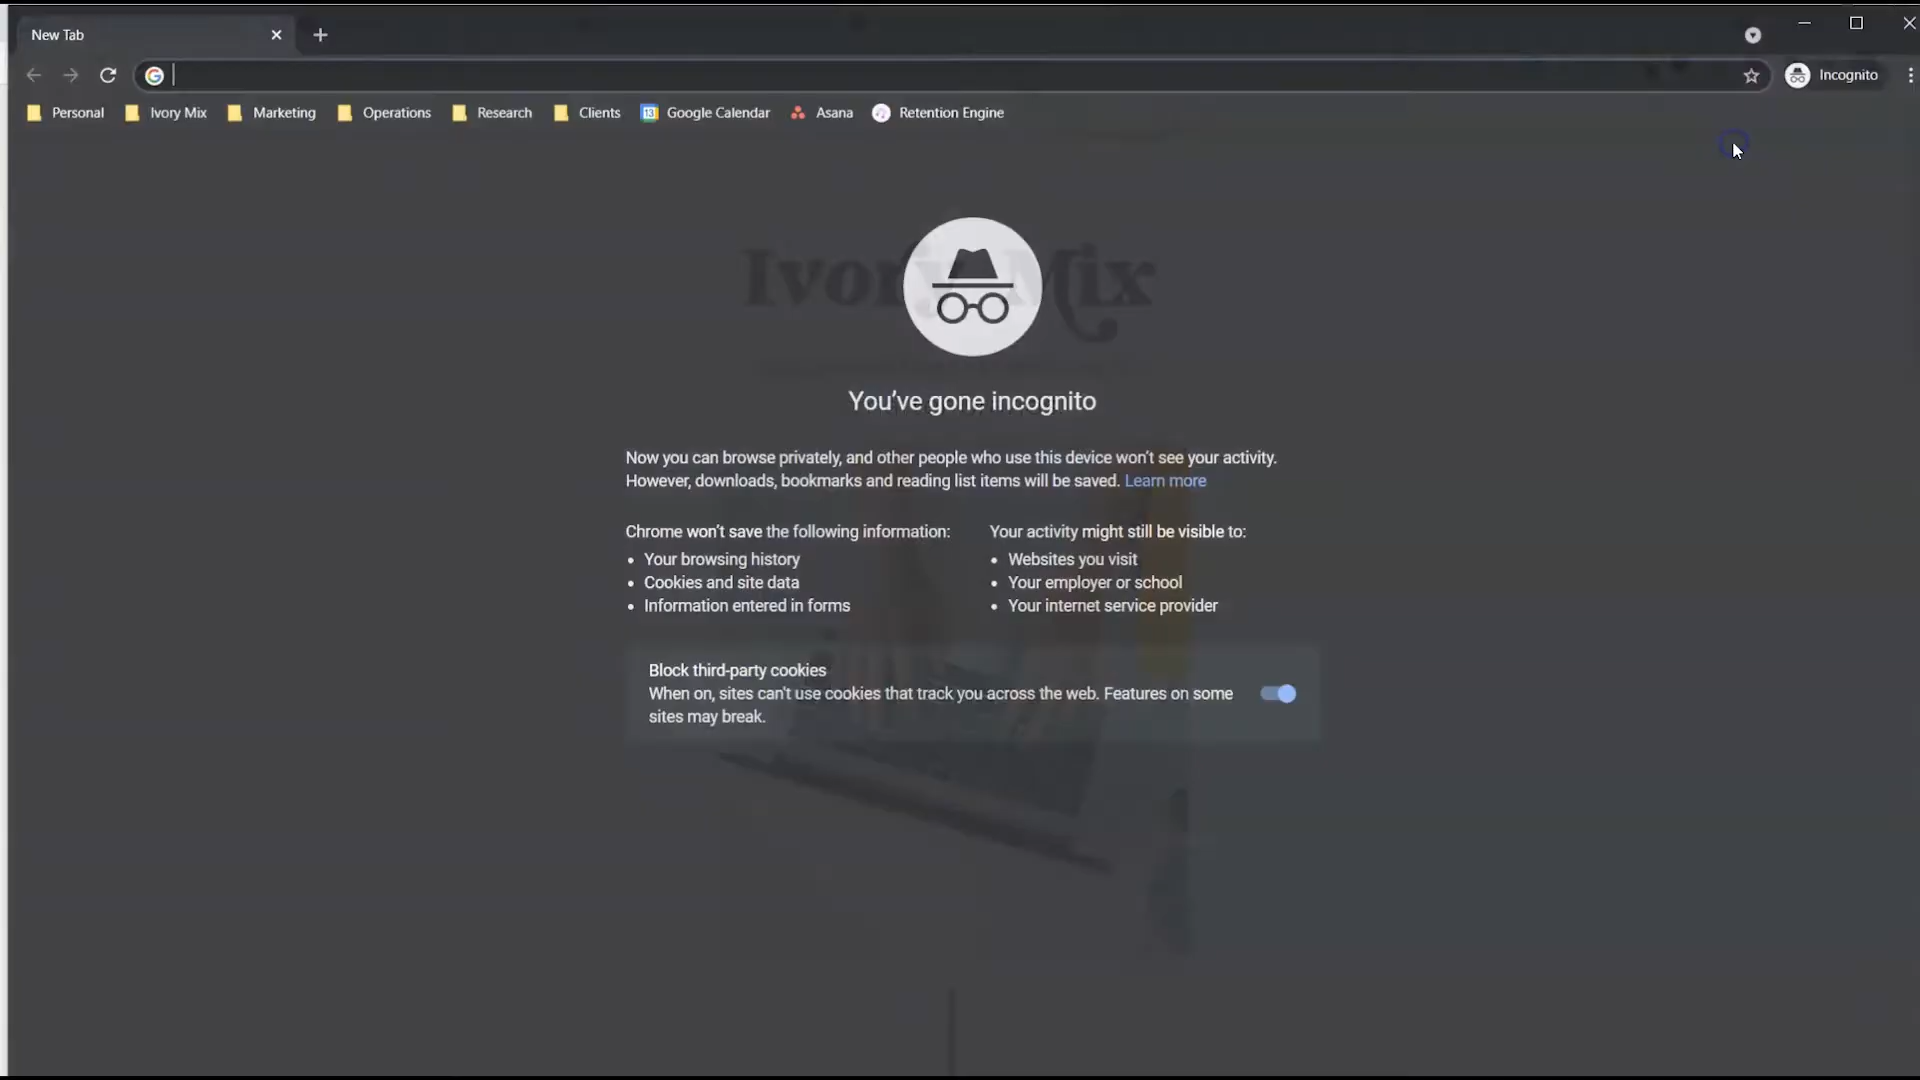 New Tab
Incognito
Personal Ivory Mix Marketing Operations Research Clients 13 Google Calendar Asana Retention Engine
Ivory Mix
You've gone incognito
Now you can browse privately, and other people who use this device won't see your activity.
However, downloads, bookmarks and reading list items will be saved. Learn more
Chrome won't save the following information:
• Your browsing history
• Cookies and site data
• Information entered in forms
Your activity might still be visible to:
• Websites you visit
• Your employer or school
• Your internet service provider
Block third-party cookies
When on, sites can't use cookies that track you across the web. Features on some
sites may break.